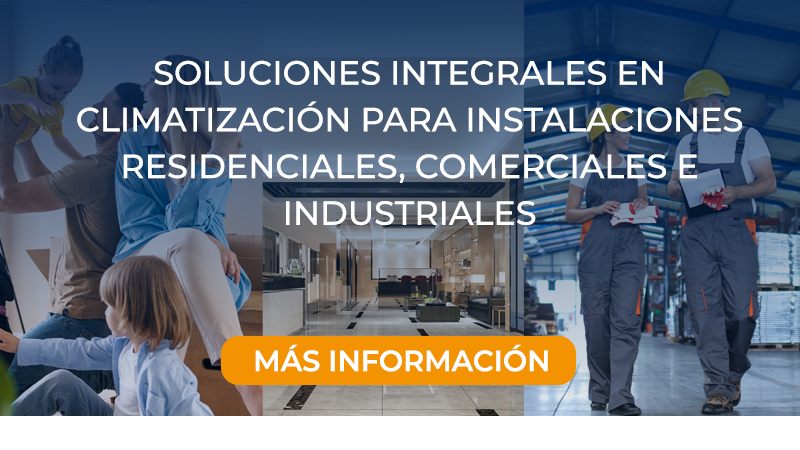 SOLUCIONES INTEGRALES EN
CLIMATIZACIÓN PARA INSTALACIONES
RESIDENCIALES, COMERCIALES E
INDUSTRIALES
MÁS INFORMACIÓN